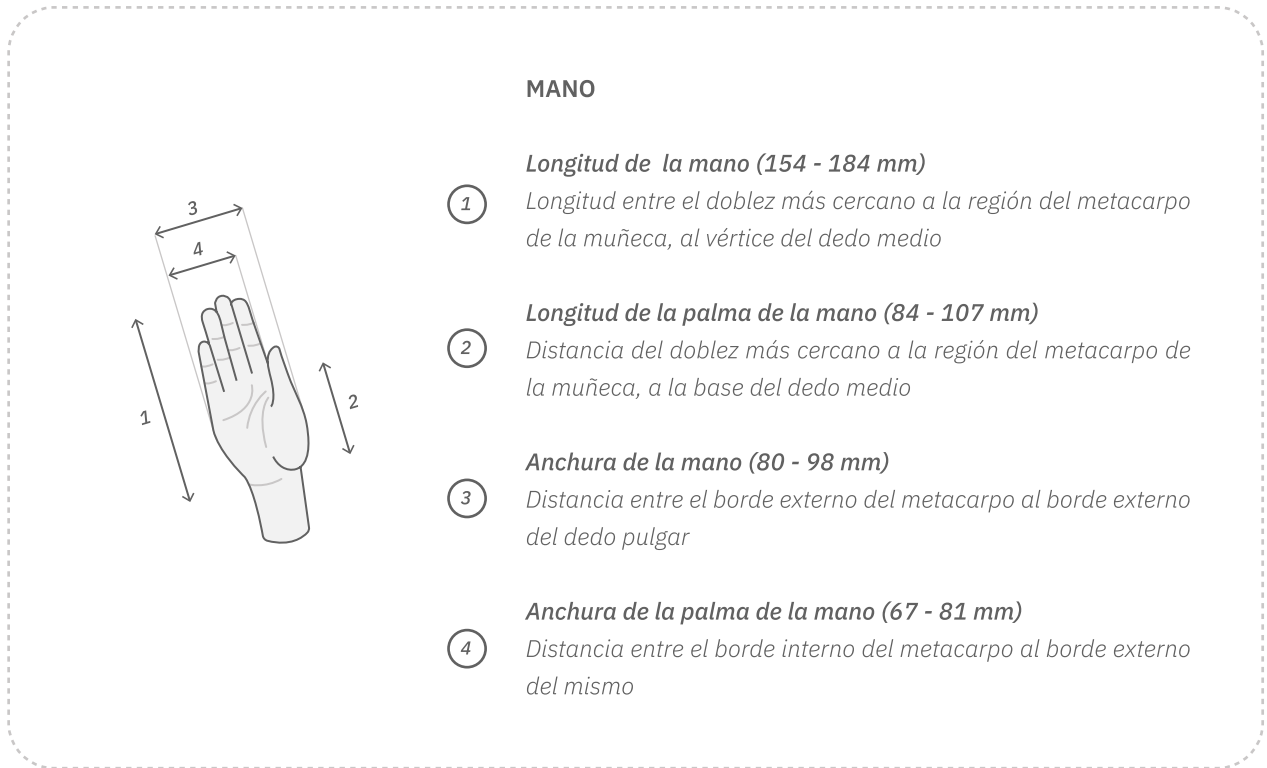 MANO
Longitud de  la mano (154 - 184 mm)
1
Longitud entre el doblez más cercano a la región del metacarpo
de la muñeca, al vértice del dedo medio
Longitud de la palma de la mano (84 - 107 mm)
2
Distancia del doblez más cercano a la región del metacarpo de
la muñeca, a la base del dedo medio
Anchura de la mano (80 - 98 mm)
3
Distancia entre el borde externo del metacarpo al borde externo
del dedo pulgar
Anchura de la palma de la mano (67 - 81 mm)
4
Distancia entre el borde interno del metacarpo al borde externo
del mismo
3
4
1
2